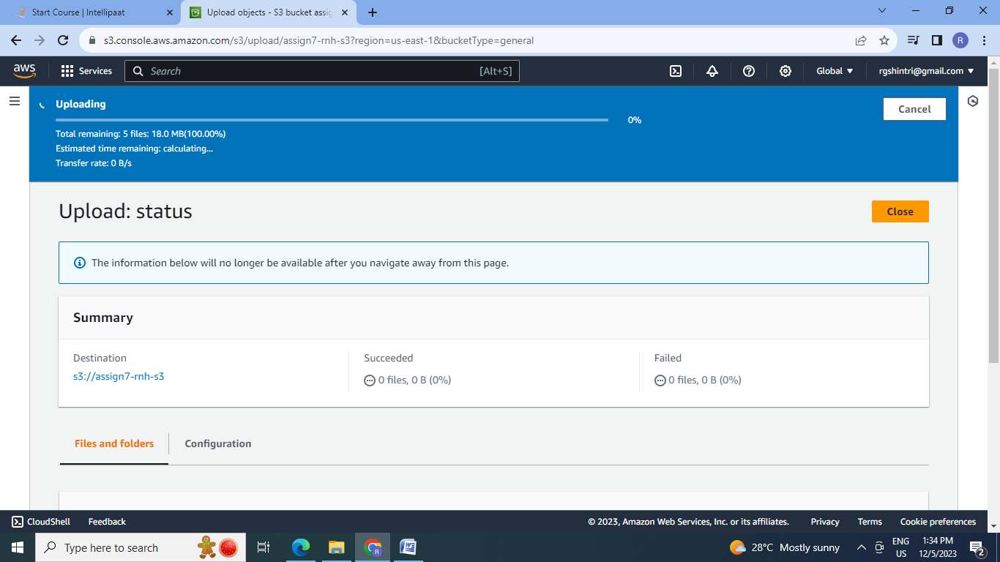 Start Course | Intellipaat
Upload objects - S3 bucket assig
s3.console.aws.amazon.com/s3/upload/assign7-rnh-s3?region=us-east-1&bucketType=general
R
aws
Services
Search
[Alt+S]
Global
rgshintri@gmail.com
Uploading
0%
Cancel
Total remaining: 5 files: 18.0 MB(100.00%)
Estimated time remaining: calculating...
Transfer rate: 0 B/s
Upload: status
Close
The information below will no longer be available after you navigate away from this page.
Summary
Destination
Succeeded
Failed
s3://assign7-rnh-s3
0 files, 0 B (0%)
0 files, 0 B (0%)
Files and folders
Configuration
CloudShell
Feedback
© 2023, Amazon Web Services, Inc. or its affiliates.
Privacy
Terms
Cookie preferences
Type here to search
R
W
28°C Mostly sunny
ENG
US
1:34 PM
12/5/2023
2